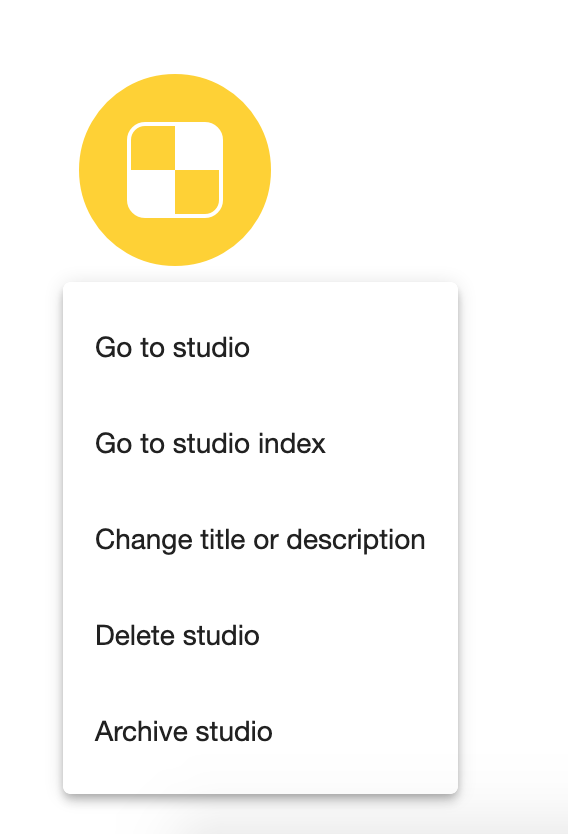 Go to studio
Go to studio index
Change title or description
Delete studio
Archive studio